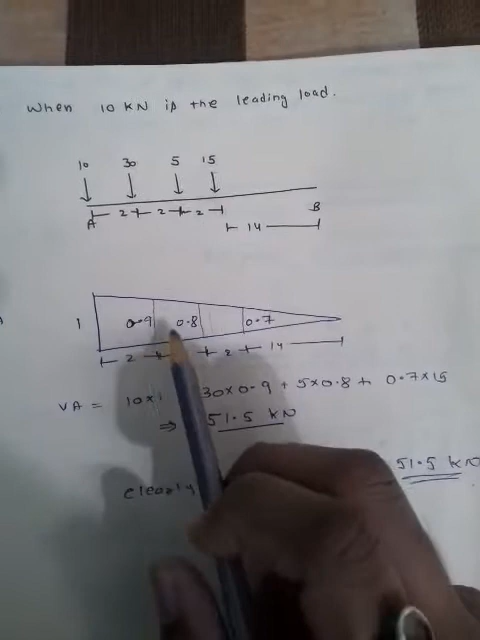 When 10 KN is the leading load.
10 30 5 15
A 2 2 2 14 B
1 0.9 0.8 0.7
2 2 14
VA = 10×1 30×0.9 + 5×0.8 + 0.7×15
⇒ 51.5 KN
clearly 51.5 KN